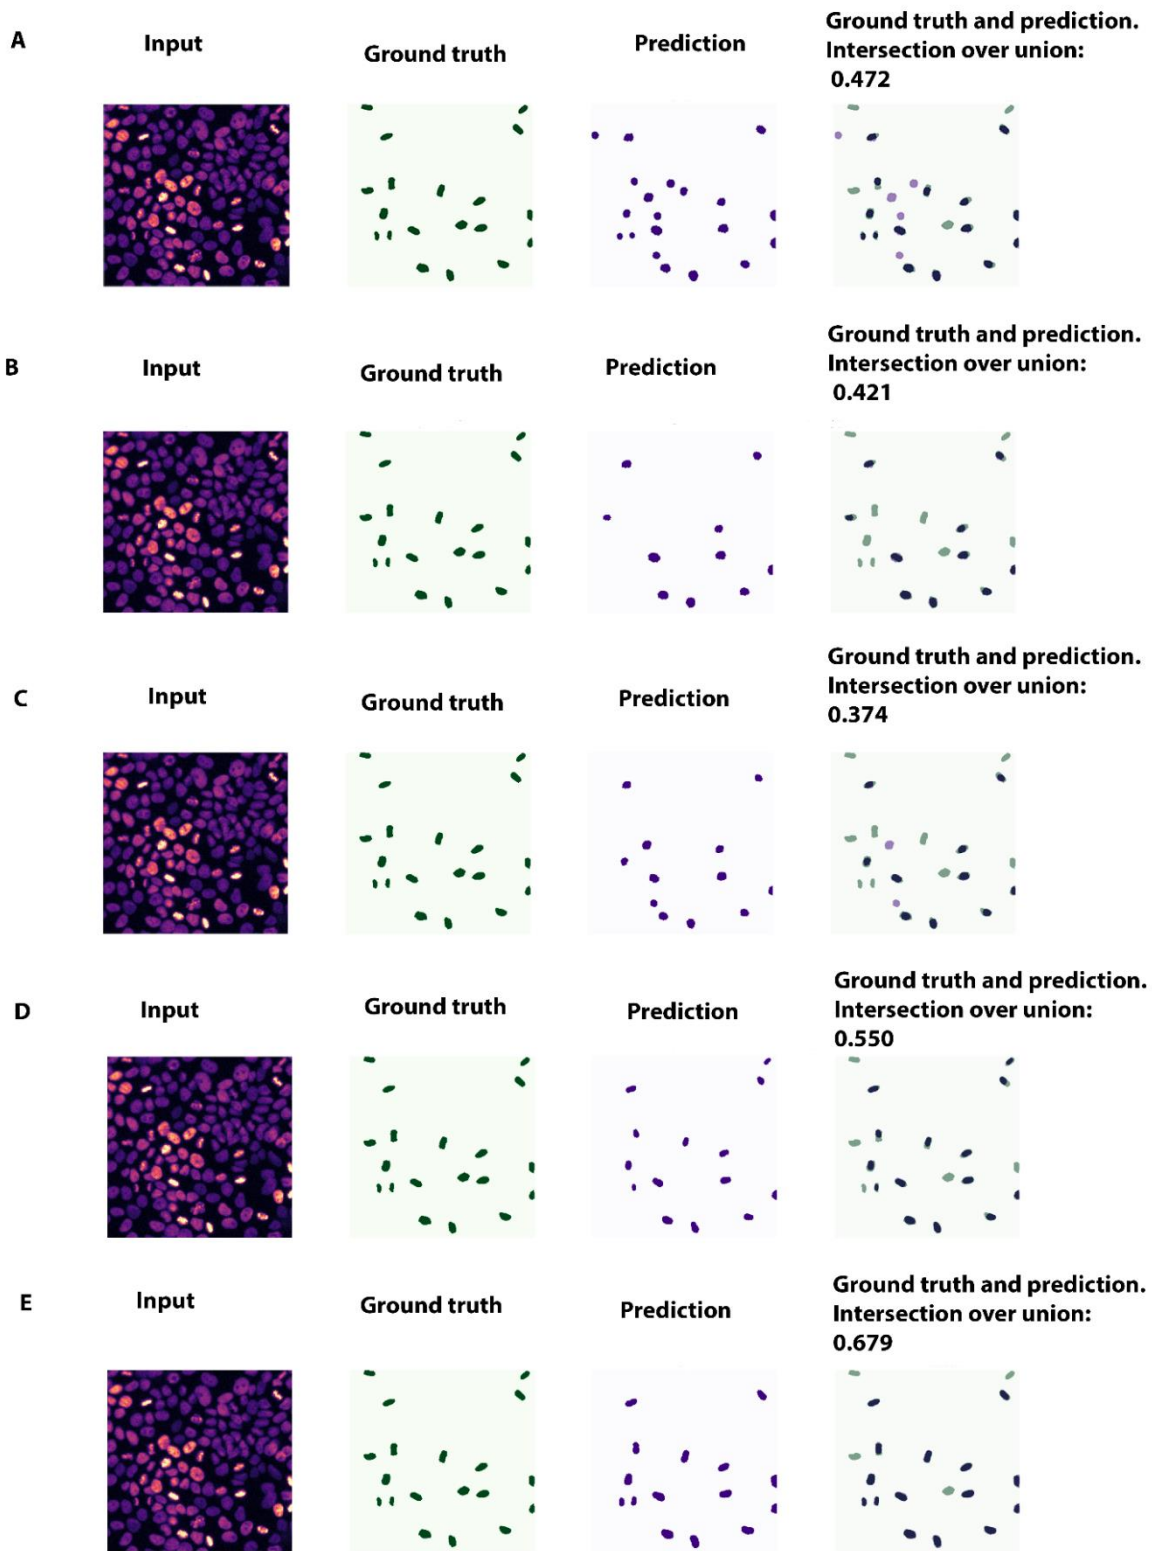 A
Input
Ground truth
Prediction
Ground truth and prediction.
Intersection over union:
0.472
B
Input
Ground truth
Prediction
Ground truth and prediction.
Intersection over union:
0.421
C
Input
Ground truth
Prediction
Ground truth and prediction.
Intersection over union:
0.374
D
Input
Ground truth
Prediction
Ground truth and prediction.
Intersection over union:
0.550
E
Input
Ground truth
Prediction
Ground truth and prediction.
Intersection over union:
0.679